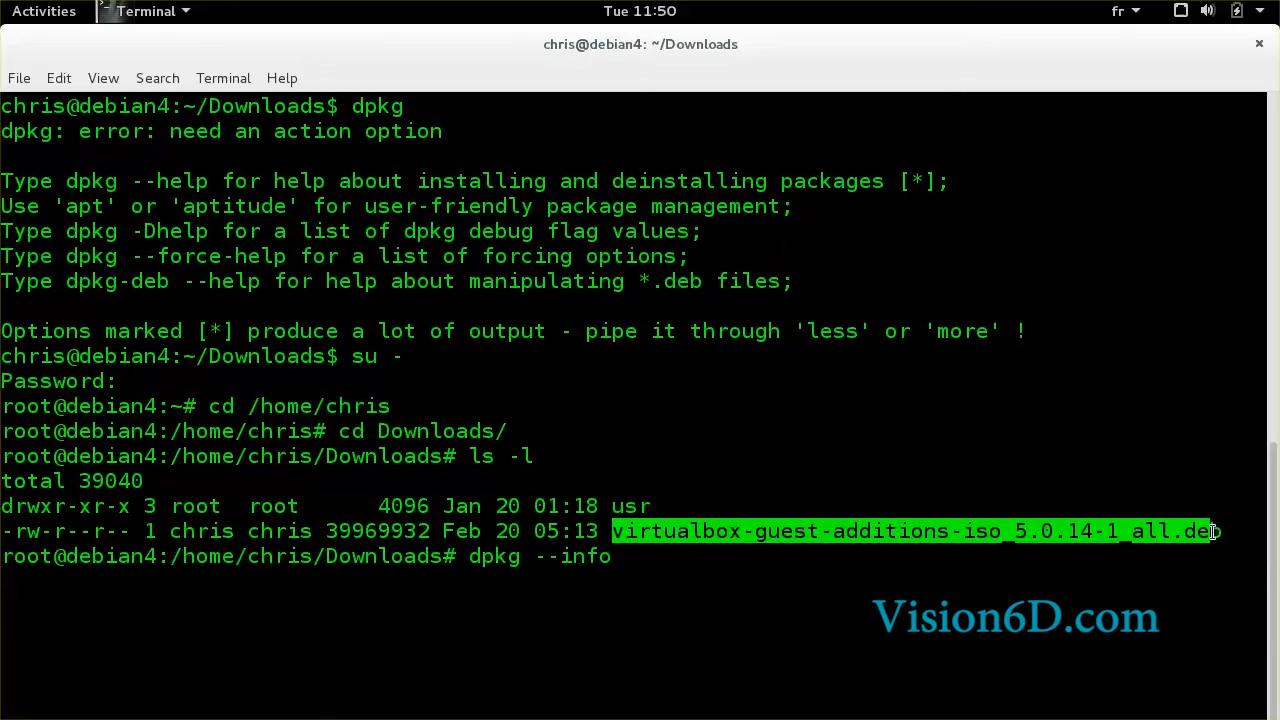 Activities Terminal Tue 11:50 fr
chris@debian4: ~/Downloads ×
File Edit View Search Terminal Help
chris@debian4:~/Downloads$ dpkg
dpkg: error: need an action option
Type dpkg --help for help about installing and deinstalling packages [*];
Use 'apt' or 'aptitude' for user-friendly package management;
Type dpkg -Dhelp for a list of dpkg debug flag values;
Type dpkg --force-help for a list of forcing options;
Type dpkg-deb --help for help about manipulating *.deb files;
Options marked [*] produce a lot of output - pipe it through 'less' or 'more' !
chris@debian4:~/Downloads$ su -
Password:
root@debian4:~# cd /home/chris
root@debian4:/home/chris# cd Downloads/
root@debian4:/home/chris/Downloads# ls -l
total 39040
drwxr-xr-x 3 root  root      4096 Jan 20 01:18 usr
-rw-r--r-- 1 chris chris 39969932 Feb 20 05:13 virtualbox-guest-additions-iso_5.0.14-1_all.deb
root@debian4:/home/chris/Downloads# dpkg --info
Vision6D.com